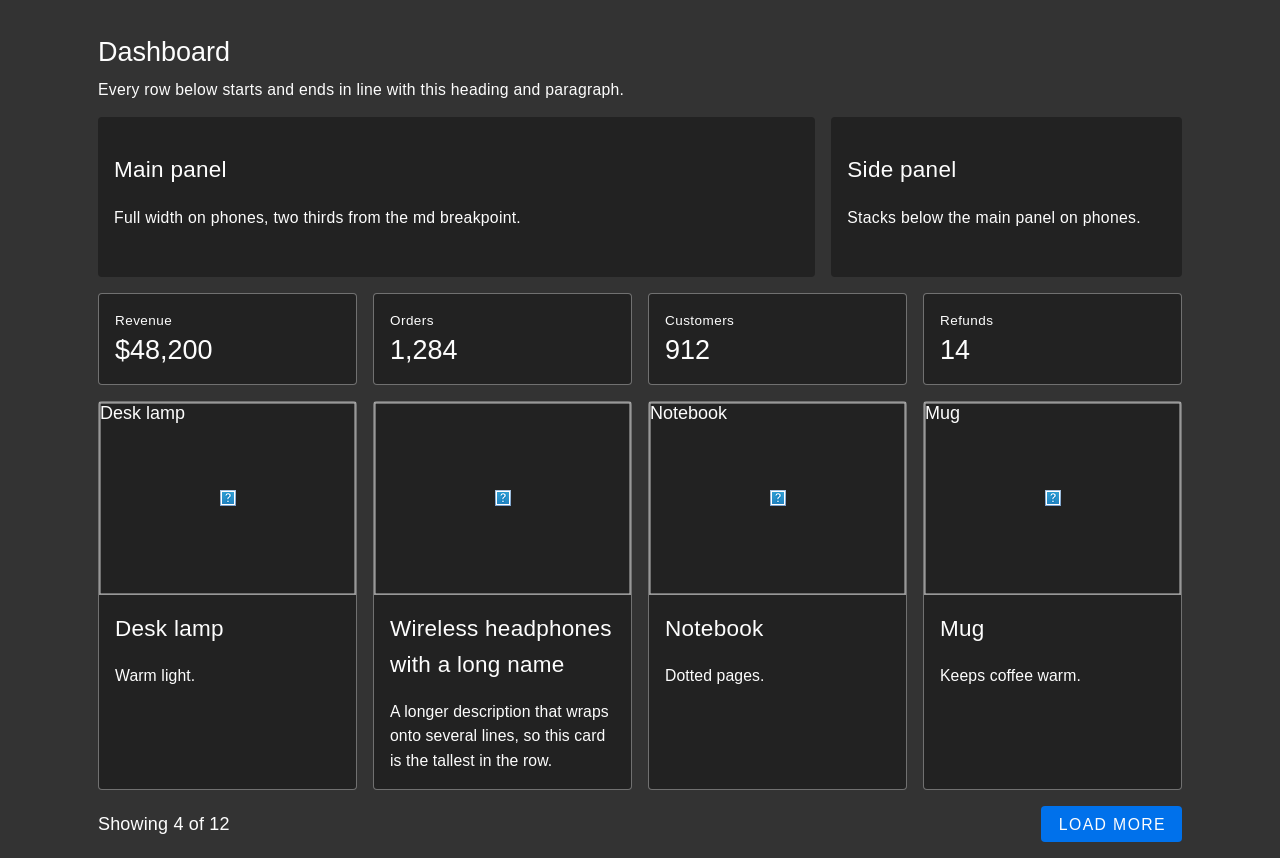 Dashboard
Every row below starts and ends in line with this heading and paragraph.
Main panel
Full width on phones, two thirds from the md breakpoint.
Side panel
Stacks below the main panel on phones.
Revenue
$48,200
Orders
1,284
Customers
912
Refunds
14
Desk lamp
?
Desk lamp
Warm light.
?
Wireless headphones
with a long name
A longer description that wraps
onto several lines, so this card
is the tallest in the row.
Notebook
?
Notebook
Dotted pages.
Mug
?
Mug
Keeps coffee warm.
Showing 4 of 12
LOAD MORE